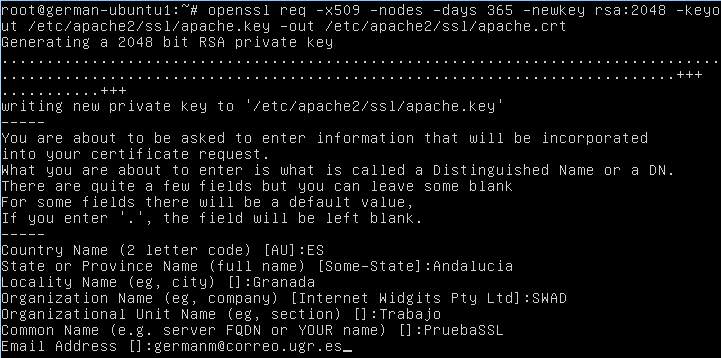 root@german-ubuntu1:~# openssl req -x509 -nodes -days 365 -newkey rsa:2048 -keyo
ut /etc/apache2/ssl/apache.key -out /etc/apache2/ssl/apache.crt
Generating a 2048 bit RSA private key
................................................................................
...........................................................................+++
...........+++
writing new private key to '/etc/apache2/ssl/apache.key'
-----
You are about to be asked to enter information that will be incorporated
into your certificate request.
What you are about to enter is what is called a Distinguished Name or a DN.
There are quite a few fields but you can leave some blank
For some fields there will be a default value,
If you enter '.', the field will be left blank.
-----
Country Name (2 letter code) [AU]:ES
State or Province Name (full name) [Some-State]:Andalucia
Locality Name (eg, city) []:Granada
Organization Name (eg, company) [Internet Widgits Pty Ltd]:SWAD
Organizational Unit Name (eg, section) []:Trabajo
Common Name (e.g. server FQDN or YOUR name) []:PruebaSSL
Email Address []:germanm@correo.ugr.es_